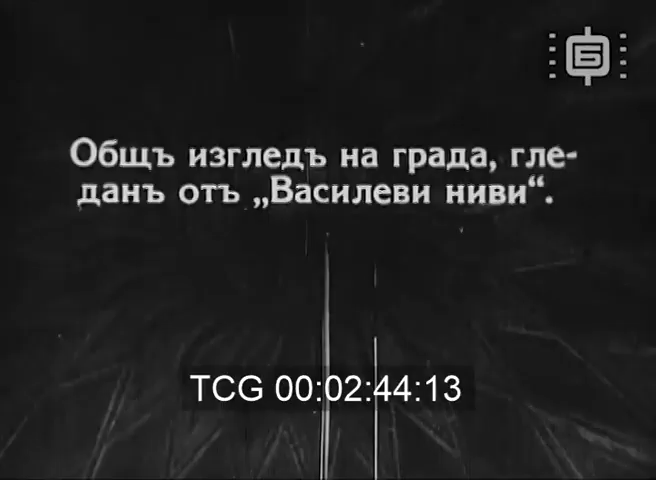 Б
Общъ изгледъ на града, гле-
данъ отъ „Василеви ниви“.
TCG 00:02:44:13